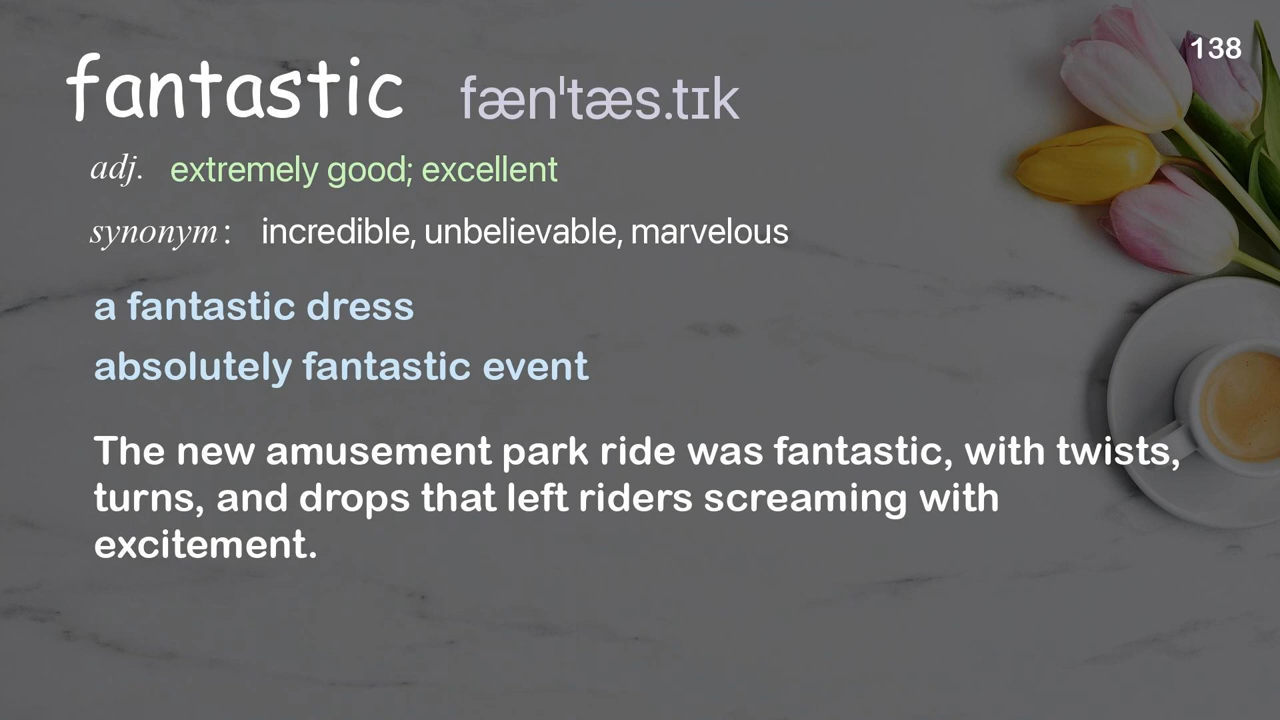 138
fantastic fæn'tæs.tɪk
adj. extremely good; excellent
synonym : incredible, unbelievable, marvelous
a fantastic dress
absolutely fantastic event
The new amusement park ride was fantastic, with twists,
turns, and drops that left riders screaming with
excitement.